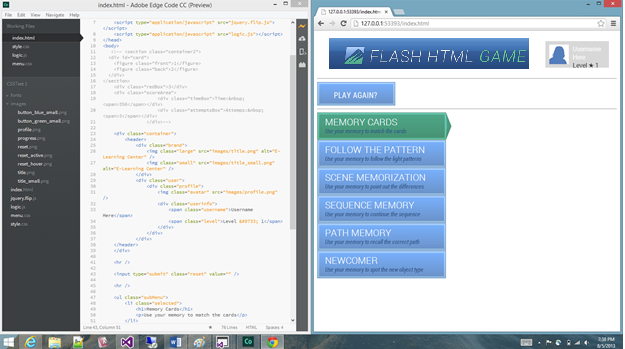 index.html - Adobe Edge Code CC (Preview)
File Edit View Navigate Help
Working Files
index.html
style.css
logic.js
menu.css
fonts
images
button_blue_small.png
button_green_small.png
profile.png
progress.png
reset.png
reset_active.png
reset_hover.png
title.png
title_small.png
index.html
jquery.flip.js
logic.js
menu.css
style.css
<script type="application/javascript" src="jquery.flip.js">
</script>
<script type="application/javascript" src="logic.js"></script>
</head>
<body>
<!-- <section class="container2">
<div id="card">
<figure class="front">1</figure>
<figure class="back">2</figure>
</div>
</section>
<div class="redBox">3</div>
<div class="scoreArea">
<div class="timeBox">Time:&nbsp;
<div class="attemptsBox">Attempts:&nbsp;
<div class="container">
<header>
<div class="brand">
<img class="large" src="images/title.png" alt="E-
Learning Center" />
<img class="small" src="images/title_small.png"
alt="E-Learning Center" />
</div>
<div class="user">
<div class="profile">
<img class="avatar" src="images/profile.png"
/>
<div class="userinfo">
<span class="username">Username
Here</span>
<span class="level">Level &#9733; 1</span>
</div>
</div>
</div>
</header>
</div>
<hr />
<input type="submit" class="reset" value="" />
<hr />
<ul class="subMenu">
<li class="selected">
<h1>Memory Cards</h1>
<p>Use your memory to match the cards</p>
</li>
Line 43, Column 31
78 Lines
HTML
Spaces: 4
127.0.0.1:53393/index.htm
127.0.0.1:53393/index.html
FLASH HTML GAME
Username
Here
Level ★ 1
PLAY AGAIN?
MEMORY CARDS
Use your memory to match the cards
FOLLOW THE PATTERN
Use your memory to follow the light patterns
SCENE MEMORIZATION
Use your memory to point out the differences
SEQUENCE MEMORY
Use your memory to continue the sequence
PATH MEMORY
Use your memory to recall the correct path
NEWCOMER
Use your memory to spot the new object type
7:38 PM
8/5/2013